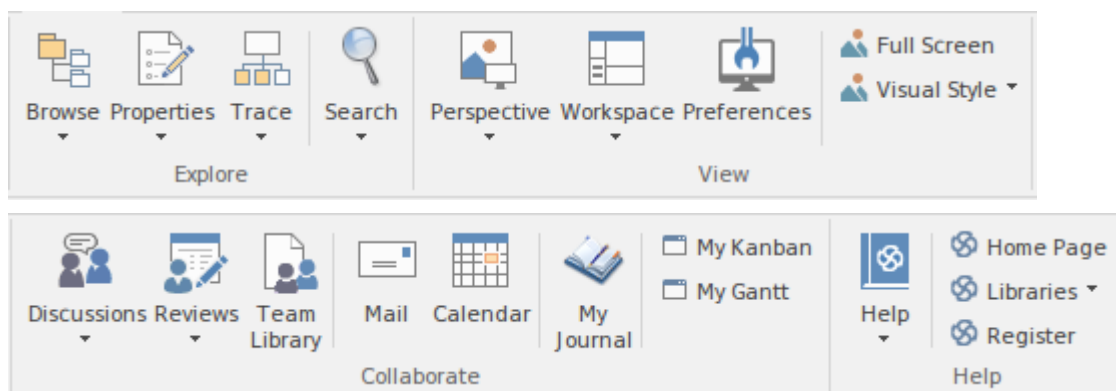 Browse Properties Trace Search Perspective Workspace Preferences Full Screen
Visual Style
Explore View
Discussions Reviews Team Library Mail Calendar My Journal My Kanban
My Gantt
Help Home Page
Libraries
Register
Collaborate Help